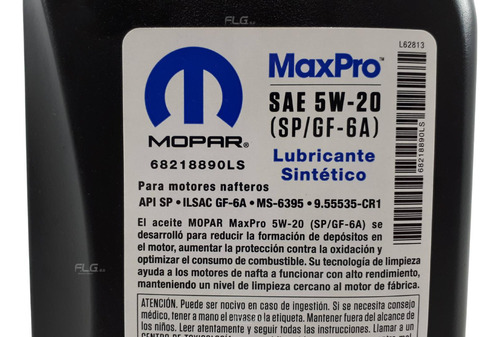 FLG
L62813
MaxPro™
SAE 5W-20
(SP/GF-6A)
MOPAR®
68218890LS
Lubricante
Sintético
68218890LS
Para motores nafteros
API SP • ILSAC GF-6A • MS-6395 • 9.55535-CR1
El aceite MOPAR MaxPro 5W-20 (SP/GF-6A) se
desarrolló para reducir la formación de depósitos en
el motor, aumentar la protección contra la oxidación y
optimizar el consumo de combustible. Su tecnología de limpieza
ayuda a los motores de nafta a funcionar con alto rendimiento,
manteniendo un nivel de limpieza cercano al motor de fábrica.
FLG
ATENCIÓN. Puede ser nocivo en caso de ingestión. Si se necesita consejo
médico, tener a mano el envase o la etiqueta. Mantener fuera del alcance de
los niños. Leer atentamente y seguir todas las instrucciones. Llamar a un